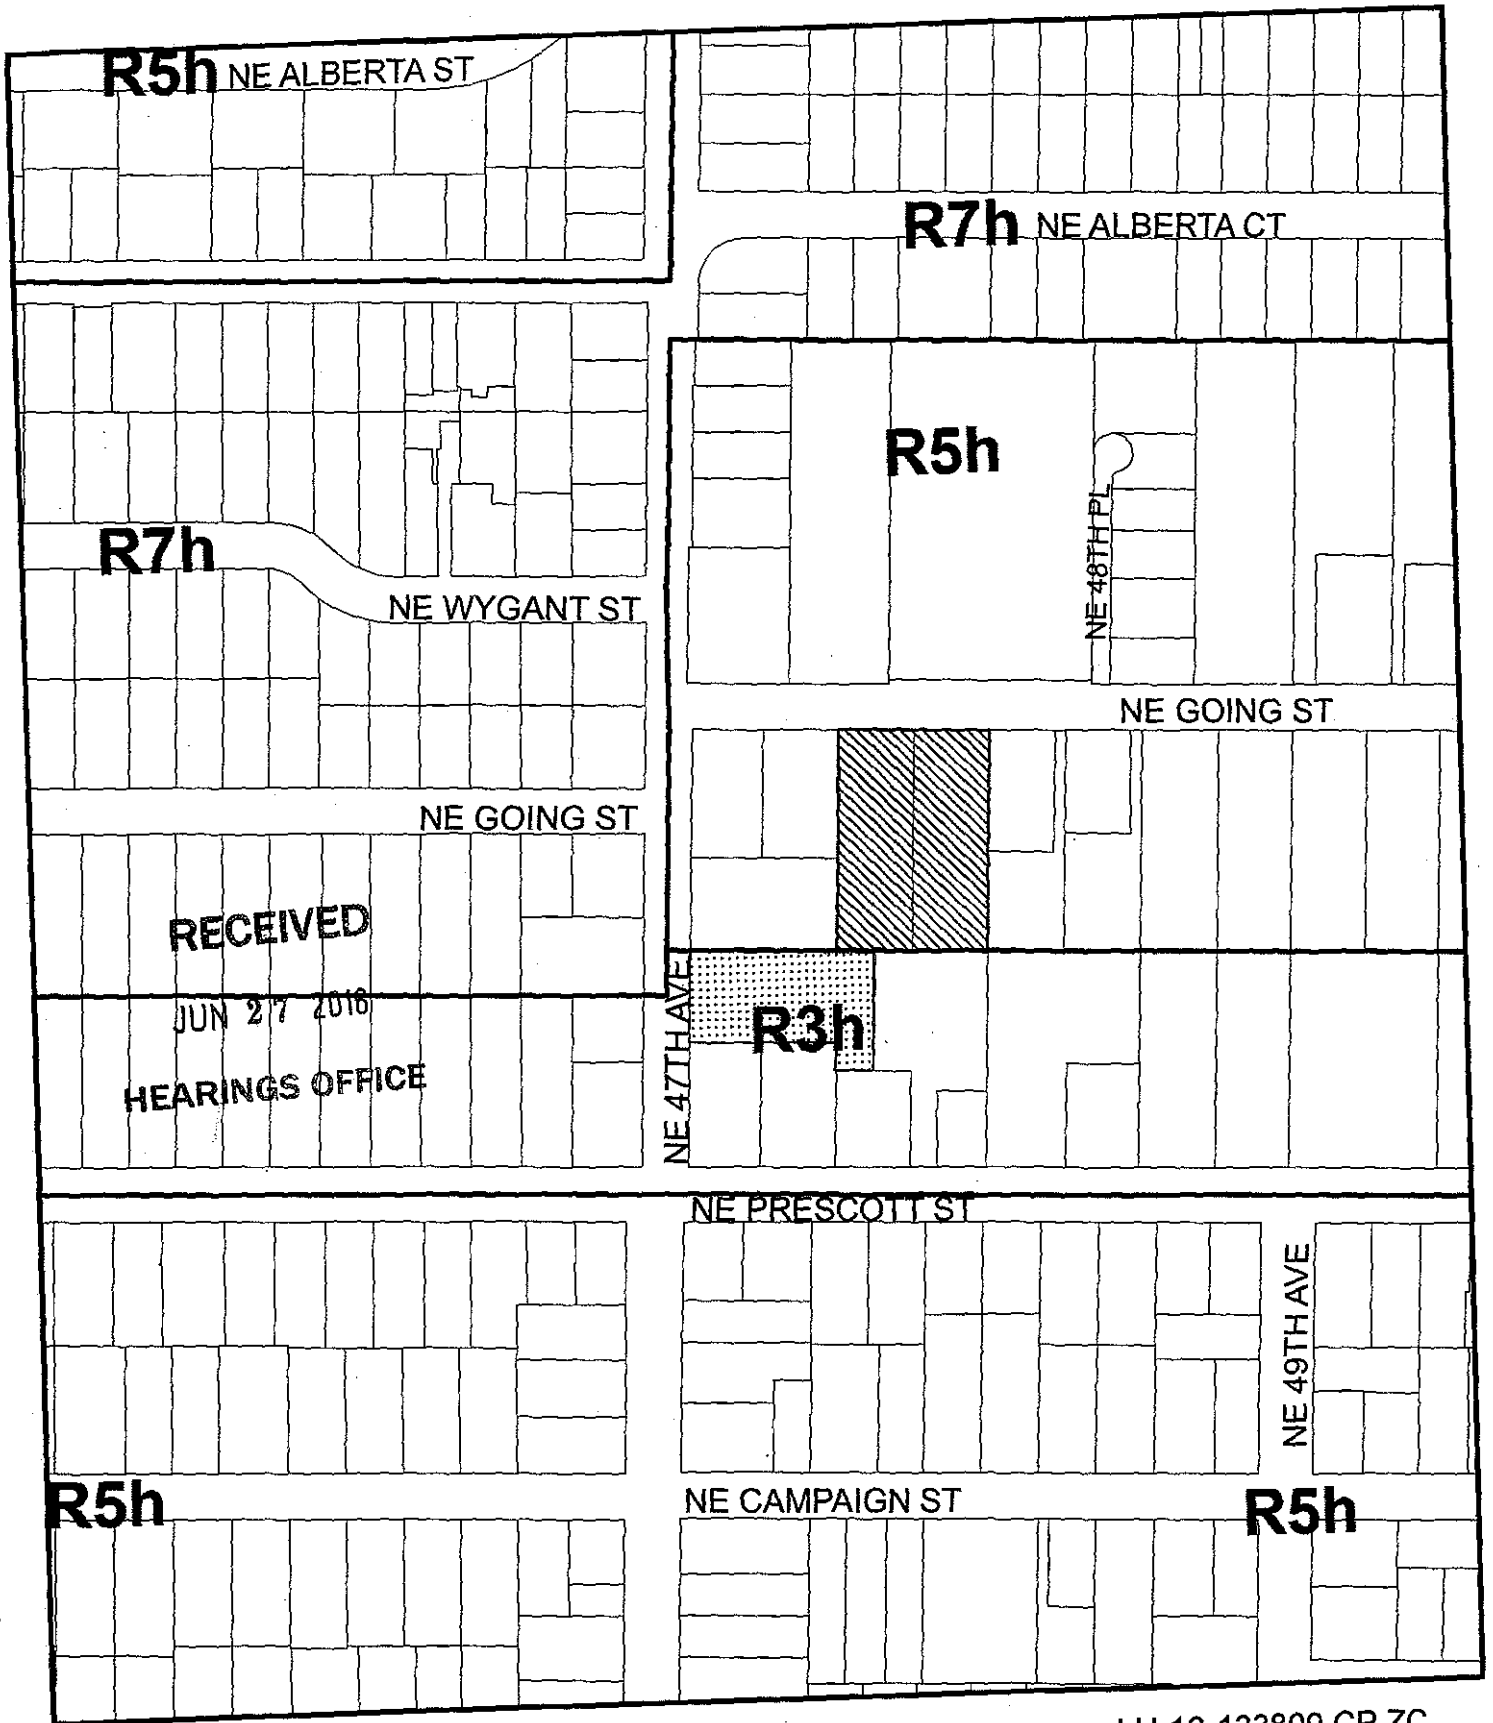 R5h NE ALBERTA ST
R7h NE ALBERTA CT
R5h
NE 48TH PL
R7h
NE WYGANT ST
NE GOING ST
NE GOING ST
RECEIVED
JUN 27 2016
HEARINGS OFFICE
NE 47TH AVE
R3h
NE PRESCOTT ST
NE 49TH AVE
R5h
NE CAMPAIGN ST
R5h